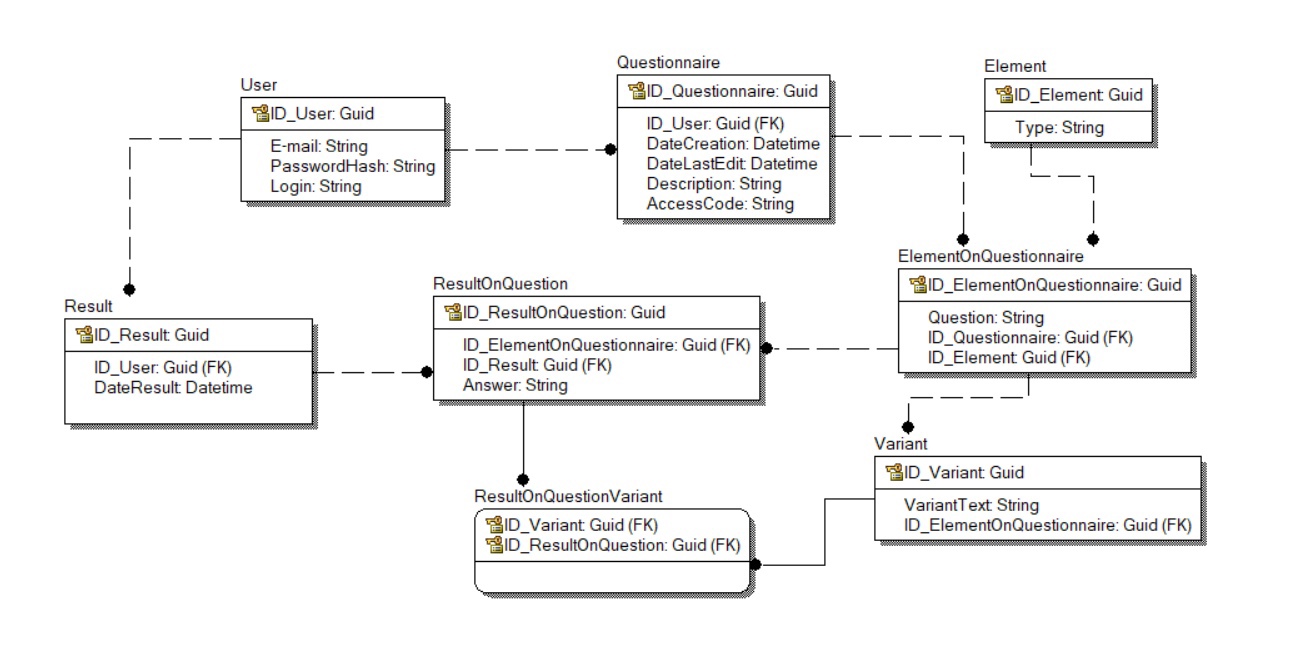 User
ID_User: Guid
E-mail: String
PasswordHash: String
Login: String
Questionnaire
ID_Questionnaire: Guid
ID_User: Guid (FK)
DateCreation: Datetime
DateLastEdit: Datetime
Description: String
AccessCode: String
Element
ID_Element: Guid
Type: String
Result
ID_Result: Guid
ID_User: Guid (FK)
DateResult: Datetime
ResultOnQuestion
ID_ResultOnQuestion: Guid
ID_ElementOnQuestionnaire: Guid (FK)
ID_Result: Guid (FK)
Answer: String
ElementOnQuestionnaire
ID_ElementOnQuestionnaire: Guid
Question: String
ID_Questionnaire: Guid (FK)
ID_Element: Guid (FK)
ResultOnQuestionVariant
ID_Variant: Guid (FK)
ID_ResultOnQuestion: Guid (FK)
Variant
ID_Variant: Guid
VariantText: String
ID_ElementOnQuestionnaire: Guid (FK)